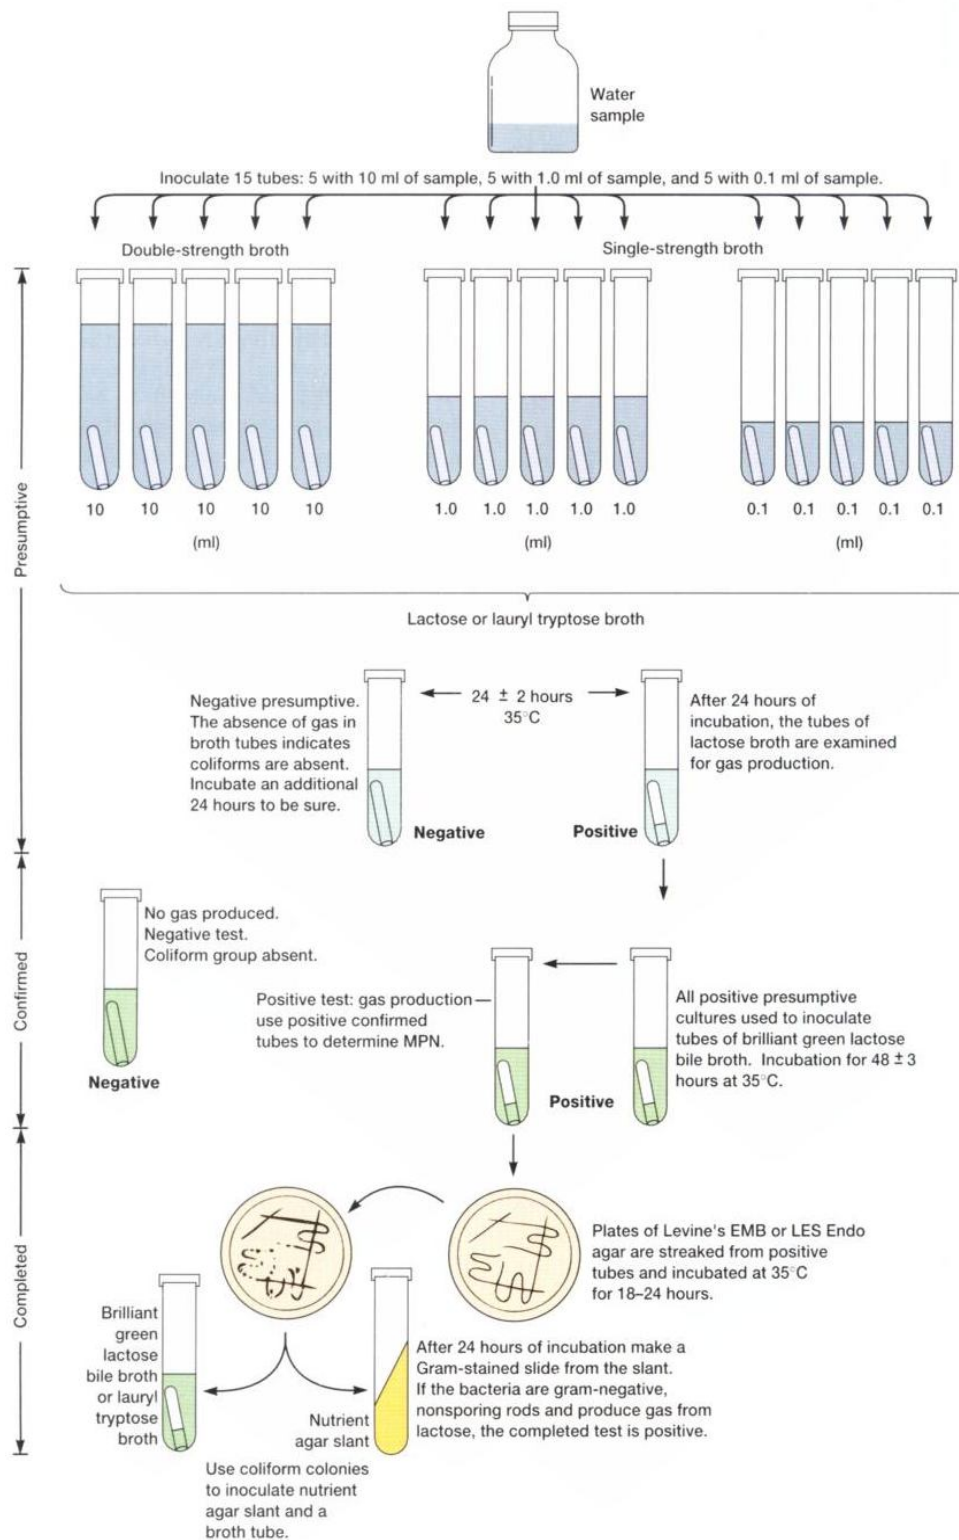 Water
sample
Inoculate 15 tubes: 5 with 10 ml of sample, 5 with 1.0 ml of sample, and 5 with 0.1 ml of sample.
Double-strength broth
Single-strength broth
10 10 10 10 10
1.0 1.0 1.0 1.0 1.0
0.1 0.1 0.1 0.1 0.1
(ml)
(ml)
(ml)
Presumptive
Lactose or lauryl tryptose broth
Negative presumptive.
The absence of gas in
broth tubes indicates
coliforms are absent.
Incubate an additional
24 hours to be sure.
24 ± 2 hours
35°C
After 24 hours of
incubation, the tubes of
lactose broth are examined
for gas production.
Negative
Positive
Confirmed
No gas produced.
Negative test.
Coliform group absent.
Negative
Positive test: gas production
use positive confirmed
tubes to determine MPN.
All positive presumptive
cultures used to inoculate
tubes of brilliant green lactose
bile broth. Incubation for 48 ± 3
hours at 35°C.
Positive
Completed
Plates of Levine's EMB or LES Endo
agar are streaked from positive
tubes and incubated at 35°C
for 18–24 hours.
Brilliant
green
lactose
bile broth
or lauryl
tryptose
broth
Nutrient
agar slant
After 24 hours of incubation make a
Gram-stained slide from the slant.
If the bacteria are gram-negative,
nonsporing rods and produce gas from
lactose, the completed test is positive.
Use coliform colonies
to inoculate nutrient
agar slant and a
broth tube.